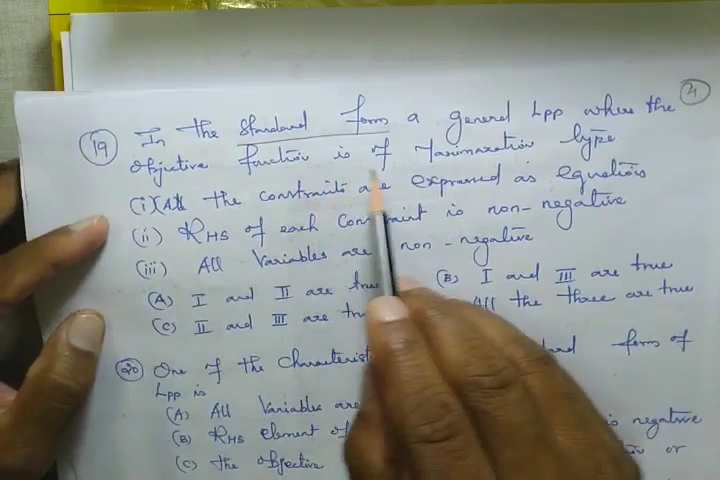 4
19 In the standard form a general LPP where the
objective function is of Maximaxation type
(i) All the constraints are expressed as equations
(ii) RHS of each constraint is non-negative
(iii) All variables are non-negative
(A) I and II are true (B) I and III are true
(C) II and III are true All the three are true
20 One of the form of
LPP is
(A) All variables are is negative
(B) RHS element of or
(C) the objective